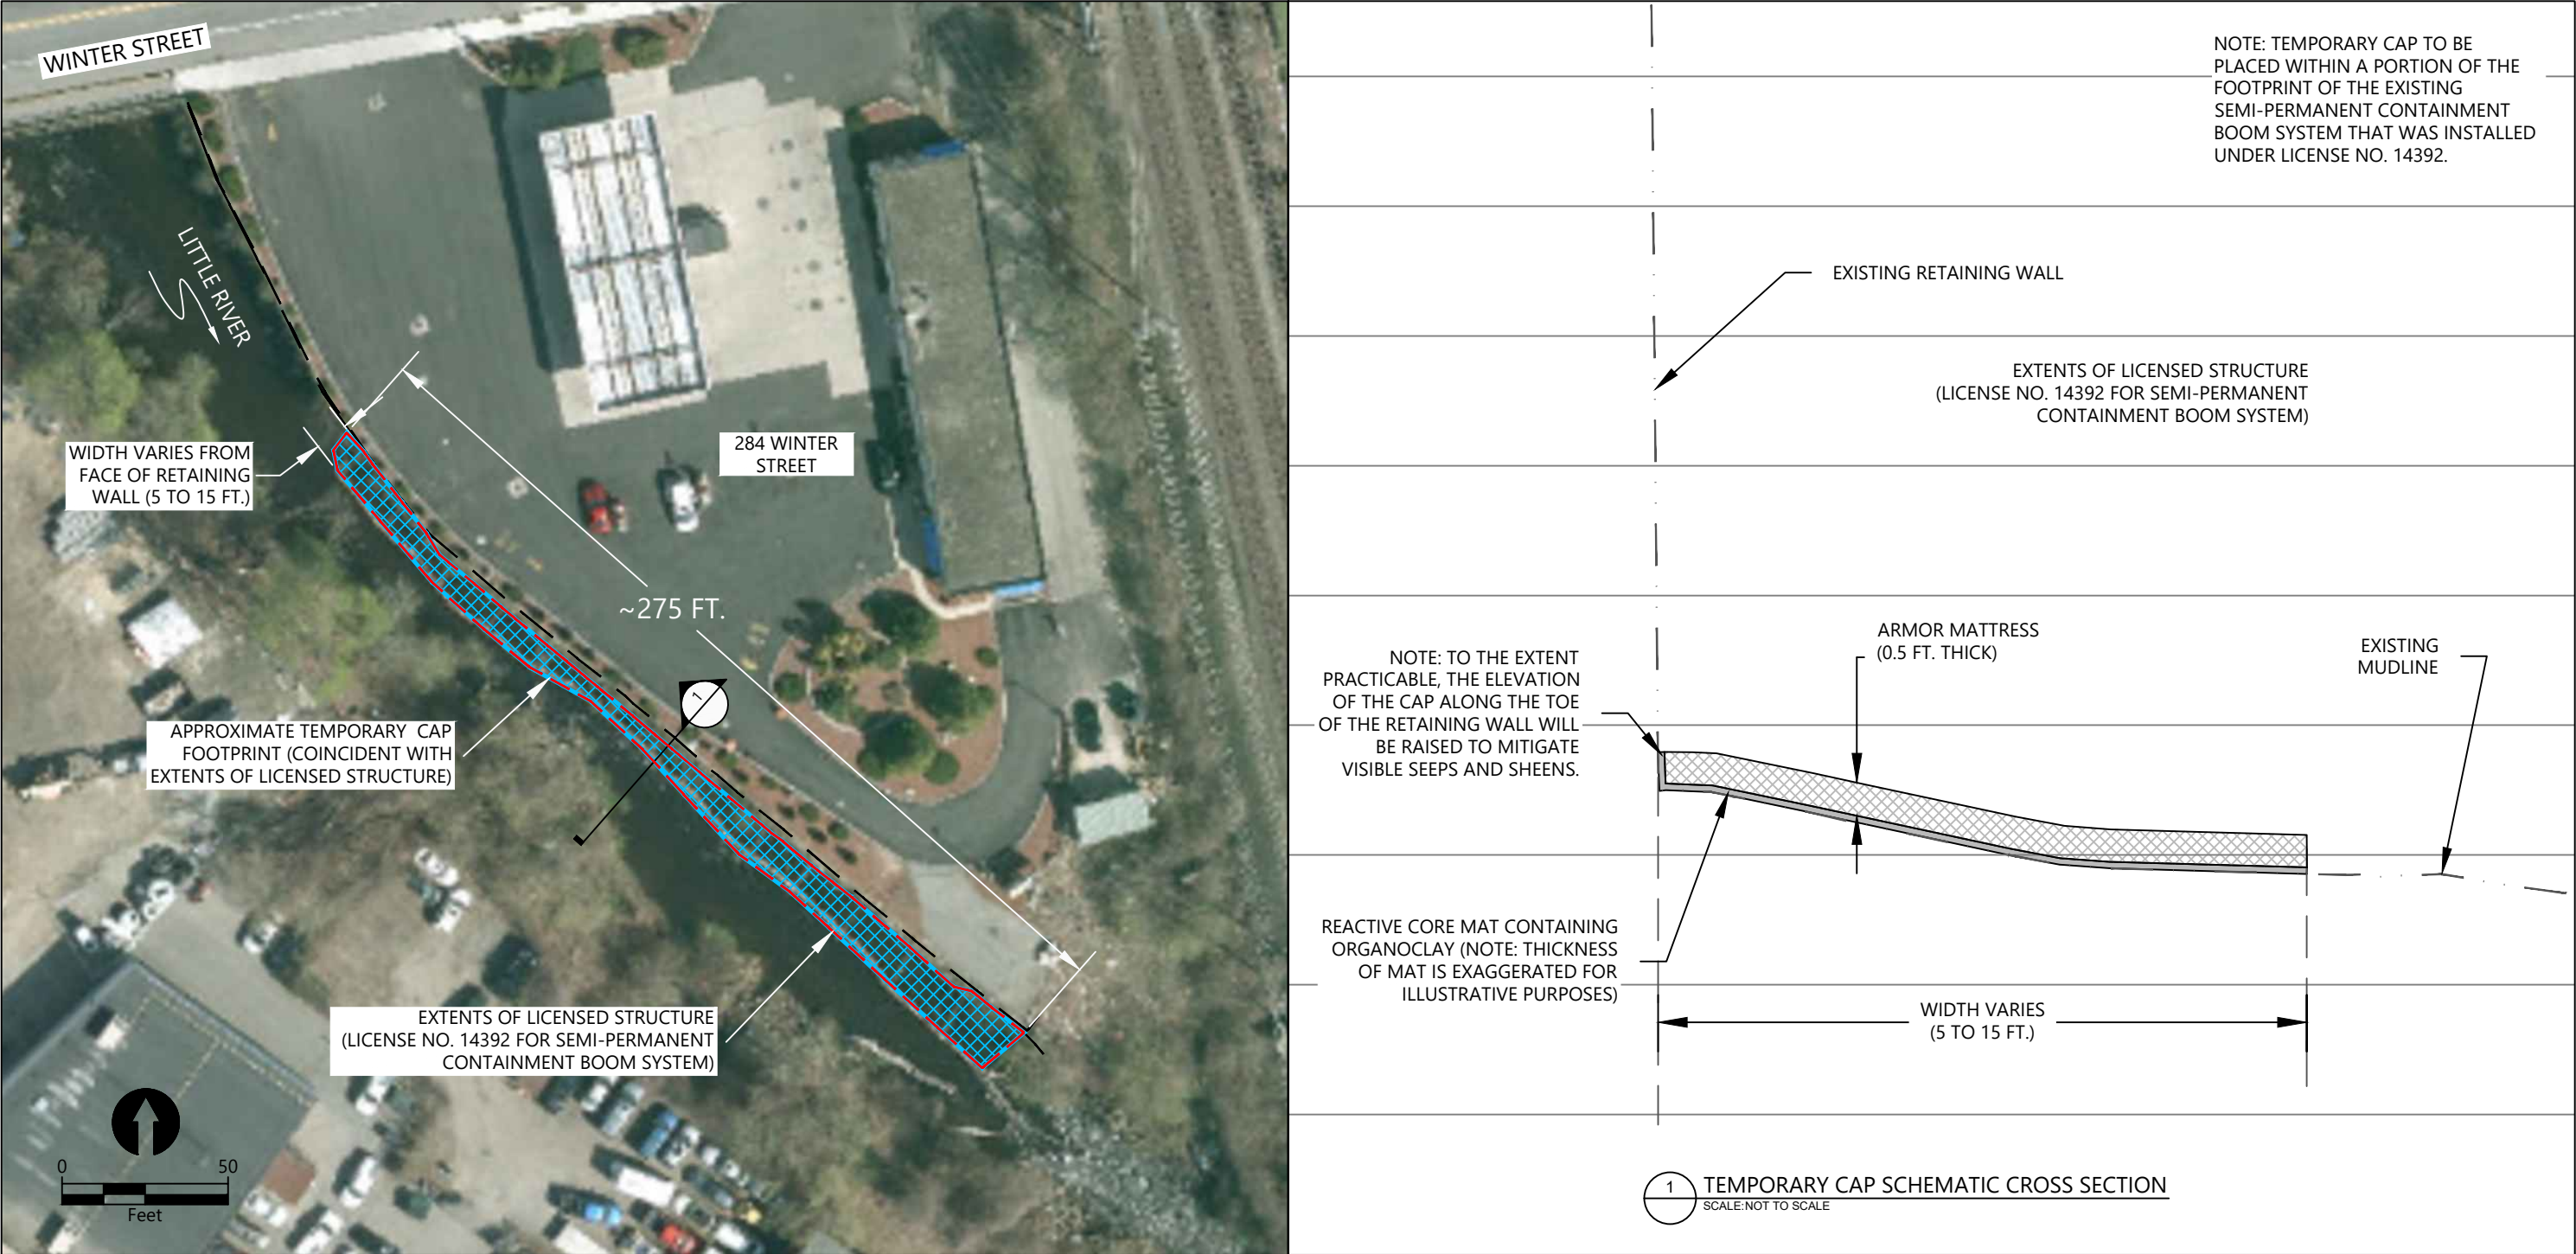 WINTER STREET
LITTLE RIVER
WIDTH VARIES FROM
FACE OF RETAINING
WALL (5 TO 15 FT.)
284 WINTER
STREET
~275 FT.
1
APPROXIMATE TEMPORARY CAP
FOOTPRINT (COINCIDENT WITH
EXTENTS OF LICENSED STRUCTURE)
EXTENTS OF LICENSED STRUCTURE
(LICENSE NO. 14392 FOR SEMI-PERMANENT
CONTAINMENT BOOM SYSTEM)
0 50
Feet
NOTE: TEMPORARY CAP TO BE
PLACED WITHIN A PORTION OF THE
FOOTPRINT OF THE EXISTING
SEMI-PERMANENT CONTAINMENT
BOOM SYSTEM THAT WAS INSTALLED
UNDER LICENSE NO. 14392.
EXISTING RETAINING WALL
EXTENTS OF LICENSED STRUCTURE
(LICENSE NO. 14392 FOR SEMI-PERMANENT
CONTAINMENT BOOM SYSTEM)
ARMOR MATTRESS
(0.5 FT. THICK)
EXISTING
MUDLINE
NOTE: TO THE EXTENT
PRACTICABLE, THE ELEVATION
OF THE CAP ALONG THE TOE
OF THE RETAINING WALL WILL
BE RAISED TO MITIGATE
VISIBLE SEEPS AND SHEENS.
REACTIVE CORE MAT CONTAINING
ORGANOCLAY (NOTE: THICKNESS
OF MAT IS EXAGGERATED FOR
ILLUSTRATIVE PURPOSES)
WIDTH VARIES
(5 TO 15 FT.)
1
TEMPORARY CAP SCHEMATIC CROSS SECTION
SCALE:NOT TO SCALE